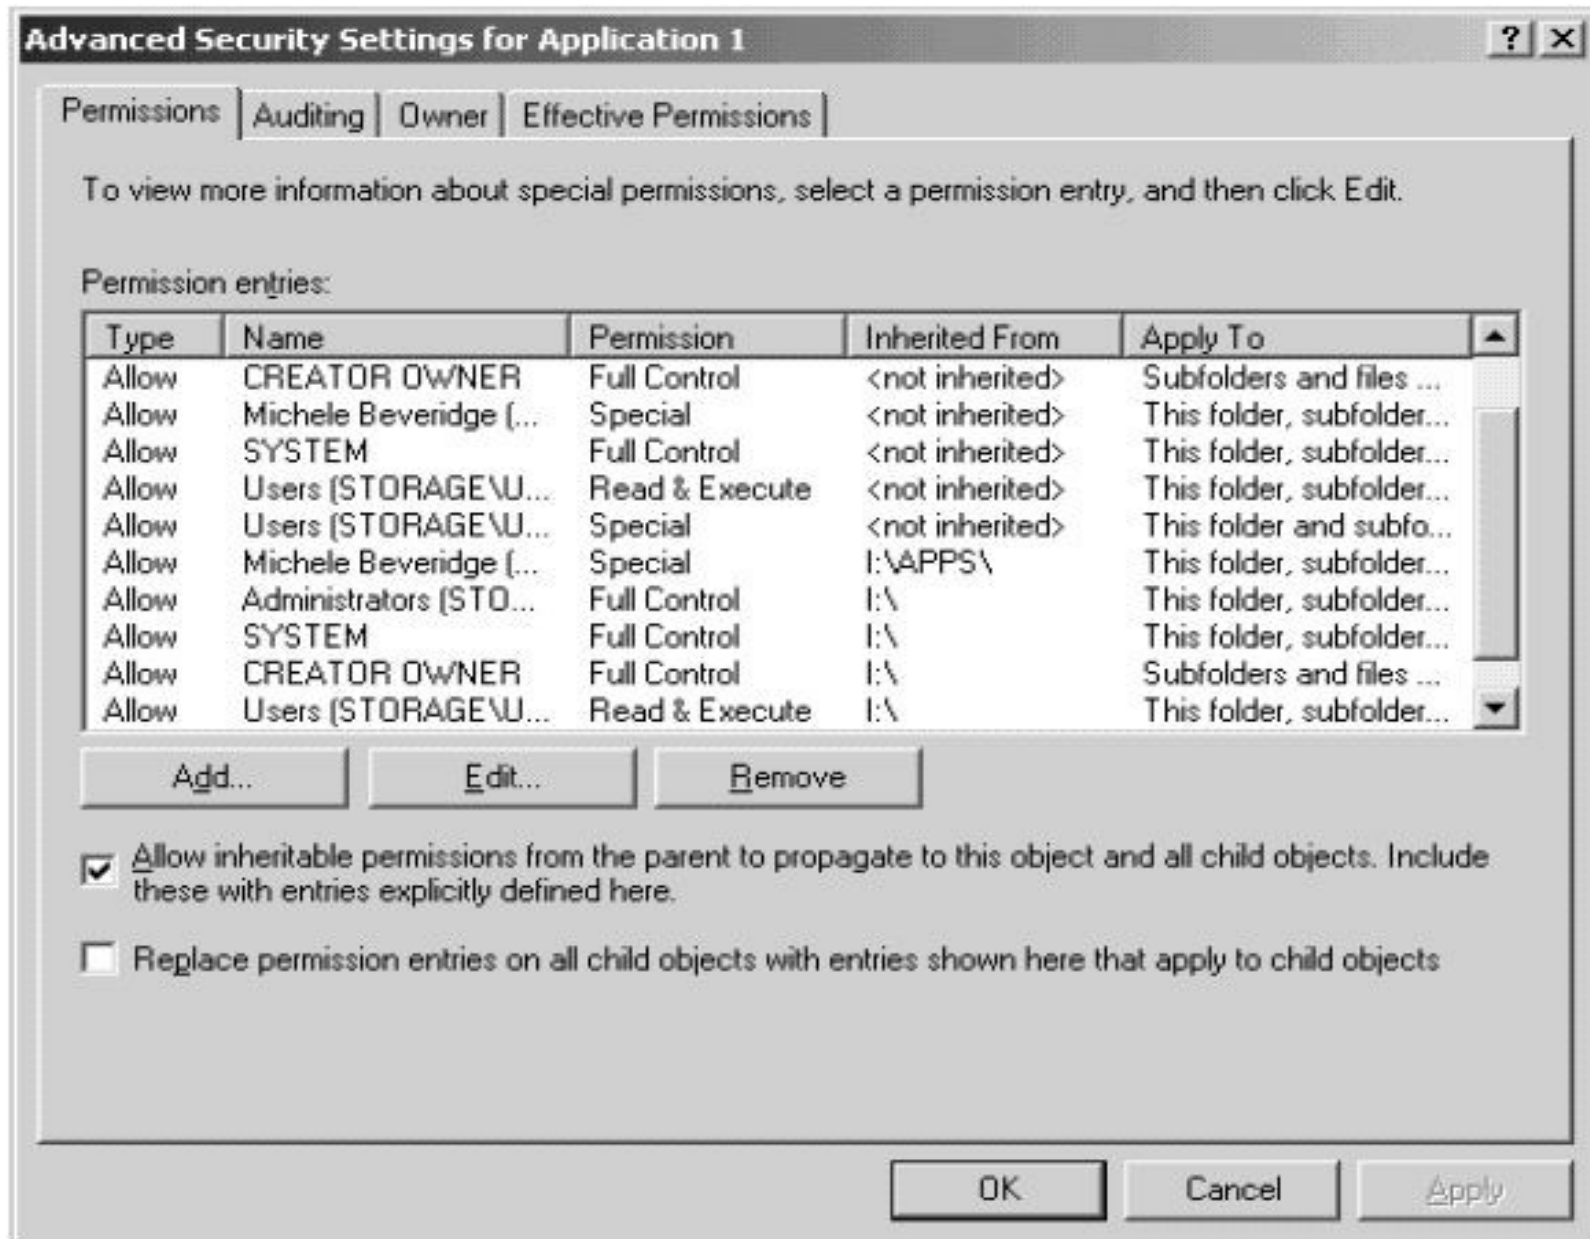 Advanced Security Settings for Application 1
Permissions Auditing Owner Effective Permissions
To view more information about special permissions, select a permission entry, and then click Edit.
Permission entries:
Type Name Permission Inherited From Apply To
Allow CREATOR OWNER Full Control <not inherited> Subfolders and files ...
Allow Michele Beveridge (... Special <not inherited> This folder, subfolder...
Allow SYSTEM Full Control <not inherited> This folder, subfolder...
Allow Users (STORAGE\U... Read & Execute <not inherited> This folder, subfolder...
Allow Users (STORAGE\U... Special <not inherited> This folder and subfo...
Allow Michele Beveridge (... Special I:\APPS\ This folder, subfolder...
Allow Administrators (STO... Full Control I:\ This folder, subfolder...
Allow SYSTEM Full Control I:\ This folder, subfolder...
Allow CREATOR OWNER Full Control I:\ Subfolders and files ...
Allow Users (STORAGE\U... Read & Execute I:\ This folder, subfolder...
Add... Edit... Remove
Allow inheritable permissions from the parent to propagate to this object and all child objects. Include
these with entries explicitly defined here.
Replace permission entries on all child objects with entries shown here that apply to child objects
OK Cancel Apply